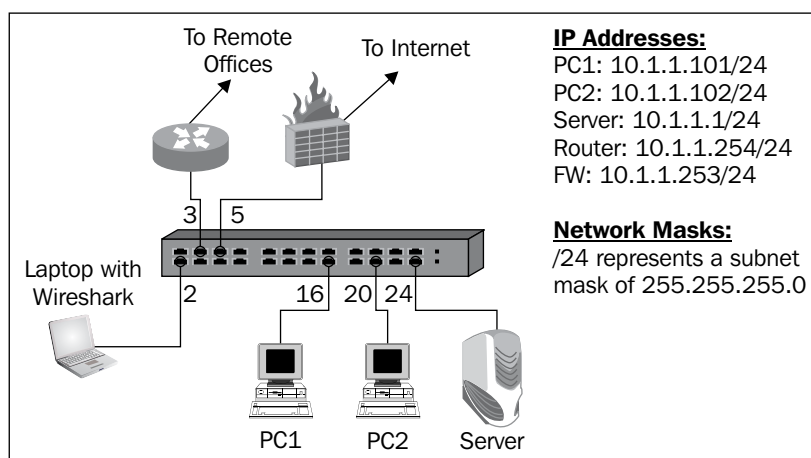 To Remote
Offices
To Internet
3
5
Laptop with
Wireshark
2
16
20
24
PC1
PC2
Server
IP Addresses:
PC1: 10.1.1.101/24
PC2: 10.1.1.102/24
Server: 10.1.1.1/24
Router: 10.1.1.254/24
FW: 10.1.1.253/24
Network Masks:
/24 represents a subnet
mask of 255.255.255.0